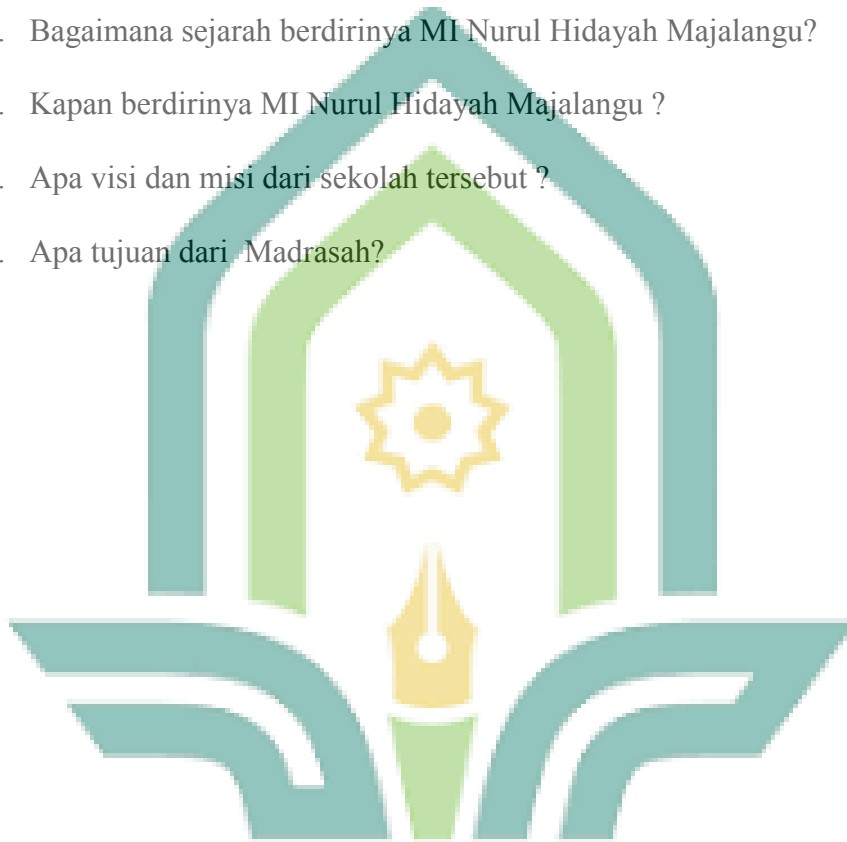 . Bagaimana sejarah berdirinya MI Nurul Hidayah Majalangu?
. Kapan berdirinya MI Nurul Hidayah Majalangu ?
. Apa visi dan misi dari sekolah tersebut ?
. Apa tujuan dari  Madrasah?